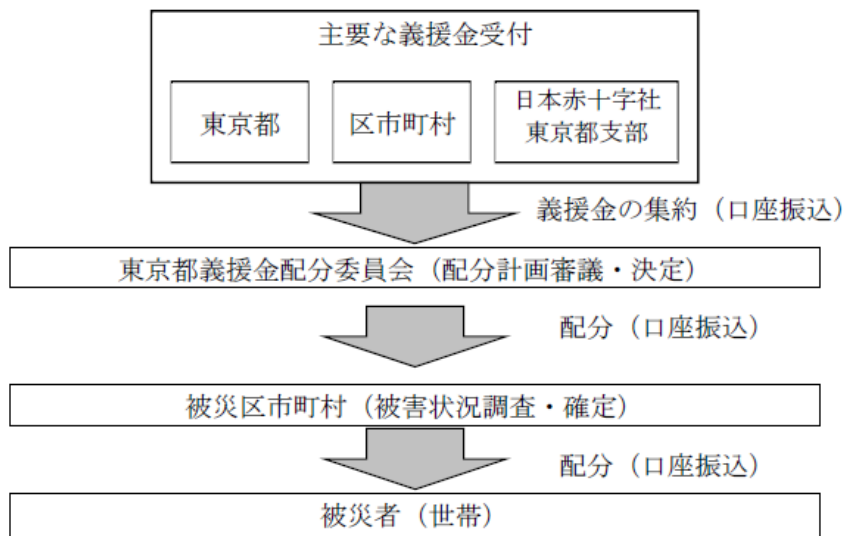 主要な義援金受付
東京都
区市町村
日本赤十字社
東京都支部
義援金の集約（口座振込）
東京都義援金配分委員会（配分計画審議・決定）
配分（口座振込）
被災区市町村（被害状況調査・確定）
配分（口座振込）
被災者（世帯）